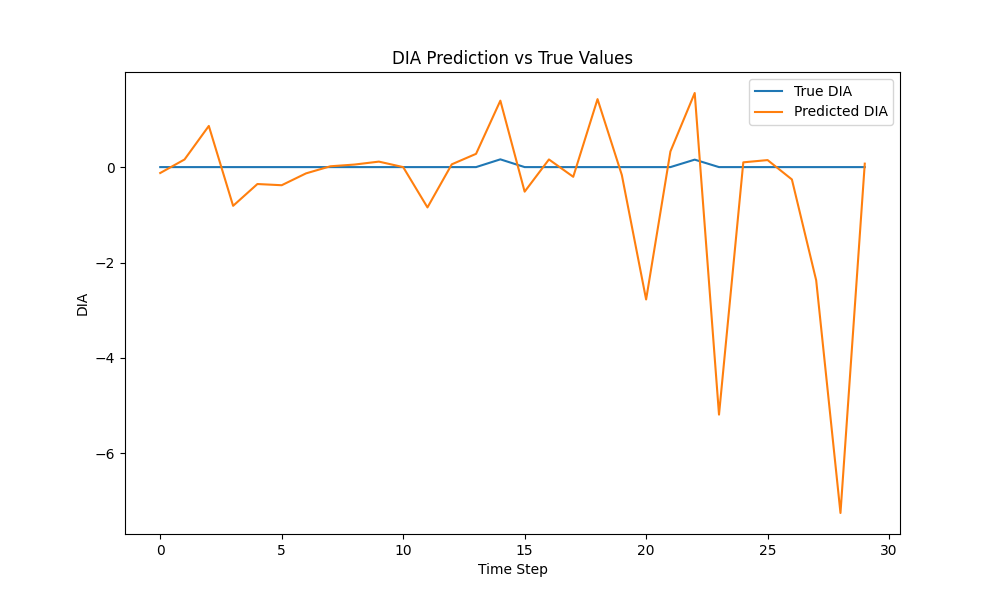 DIA Prediction vs True Values
True DIA
Predicted DIA
0
−2
−4
−6
DIA
0 5 10 15 20 25 30
Time Step